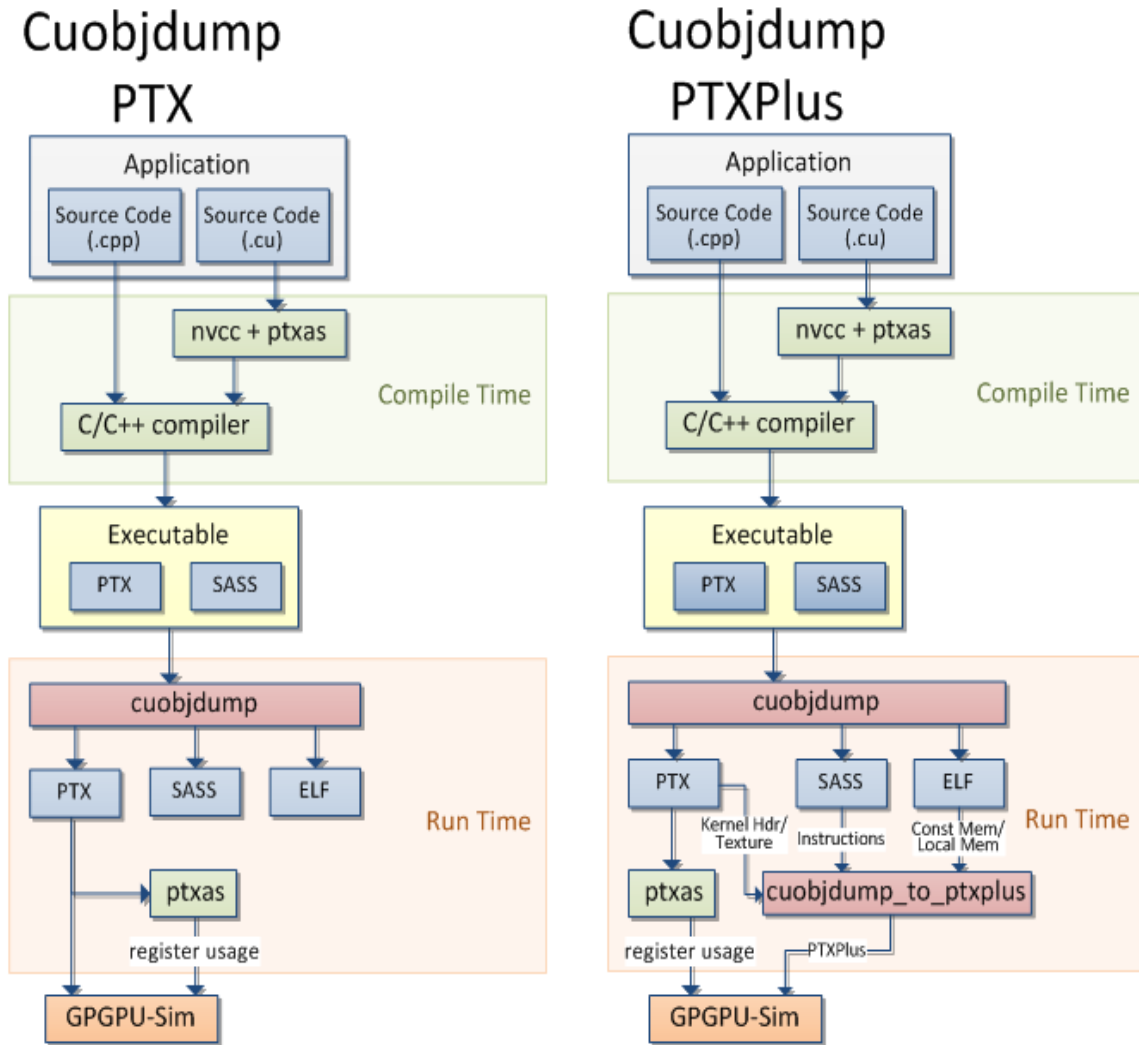 Cuobjdump
PTX
Application
Source Code
(.cpp)
Source Code
(.cu)
nvcc + ptxas
Compile Time
C/C++ compiler
Executable
PTX
SASS
cuobjdump
PTX
SASS
ELF
Run Time
ptxas
register usage
GPGPU-Sim
Cuobjdump
PTXPlus
Application
Source Code
(.cpp)
Source Code
(.cu)
nvcc + ptxas
Compile Time
C/C++ compiler
Executable
PTX
SASS
cuobjdump
PTX
SASS
ELF
Kernel Hdr/
Texture
Instructions
Const Mem/
Local Mem
Run Time
ptxas
cuobjdump_to_ptxplus
register usage
PTXPlus
GPGPU-Sim